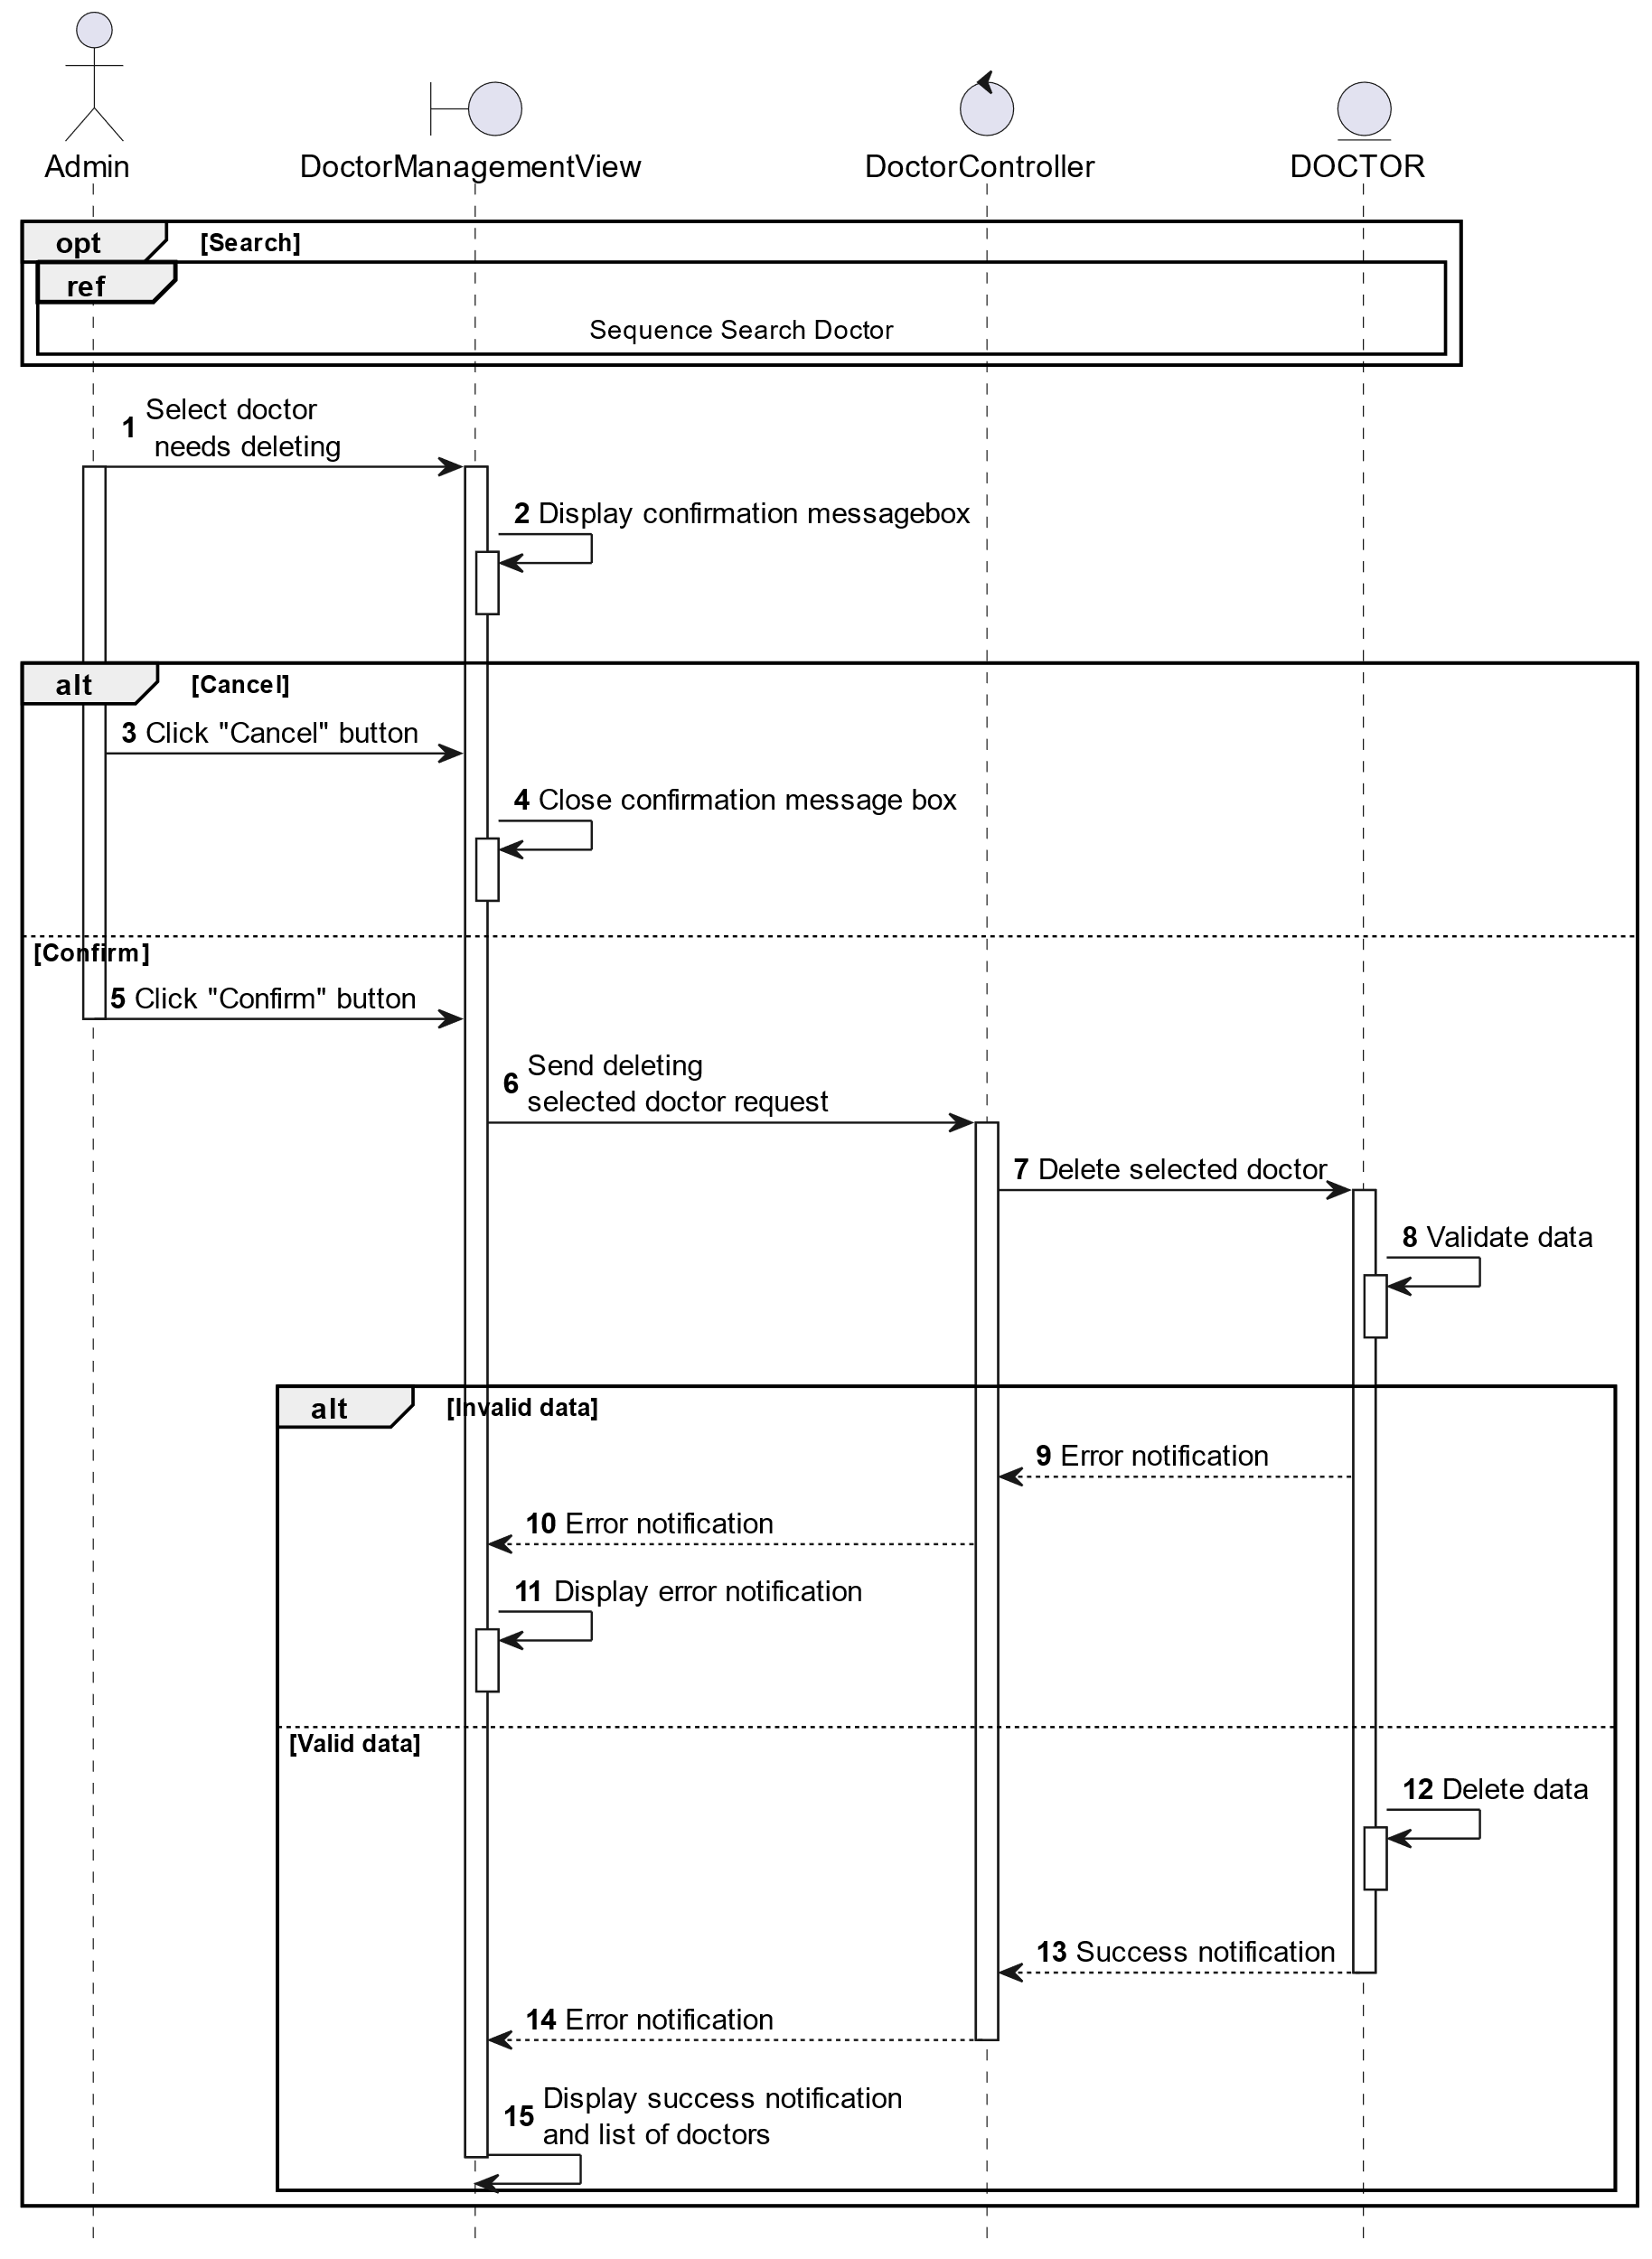 Admin
DoctorManagementView
DoctorController
DOCTOR
opt
[Search]
ref
Sequence Search Doctor
1 Select doctor
needs deleting
2 Display confirmation messagebox
alt
[Cancel]
3 Click "Cancel" button
4 Close confirmation message box
[Confirm]
5 Click "Confirm" button
6 Send deleting
selected doctor request
7 Delete selected doctor
8 Validate data
alt
[Invalid data]
9 Error notification
10 Error notification
11 Display error notification
[Valid data]
12 Delete data
13 Success notification
14 Error notification
15 Display success notification
and list of doctors